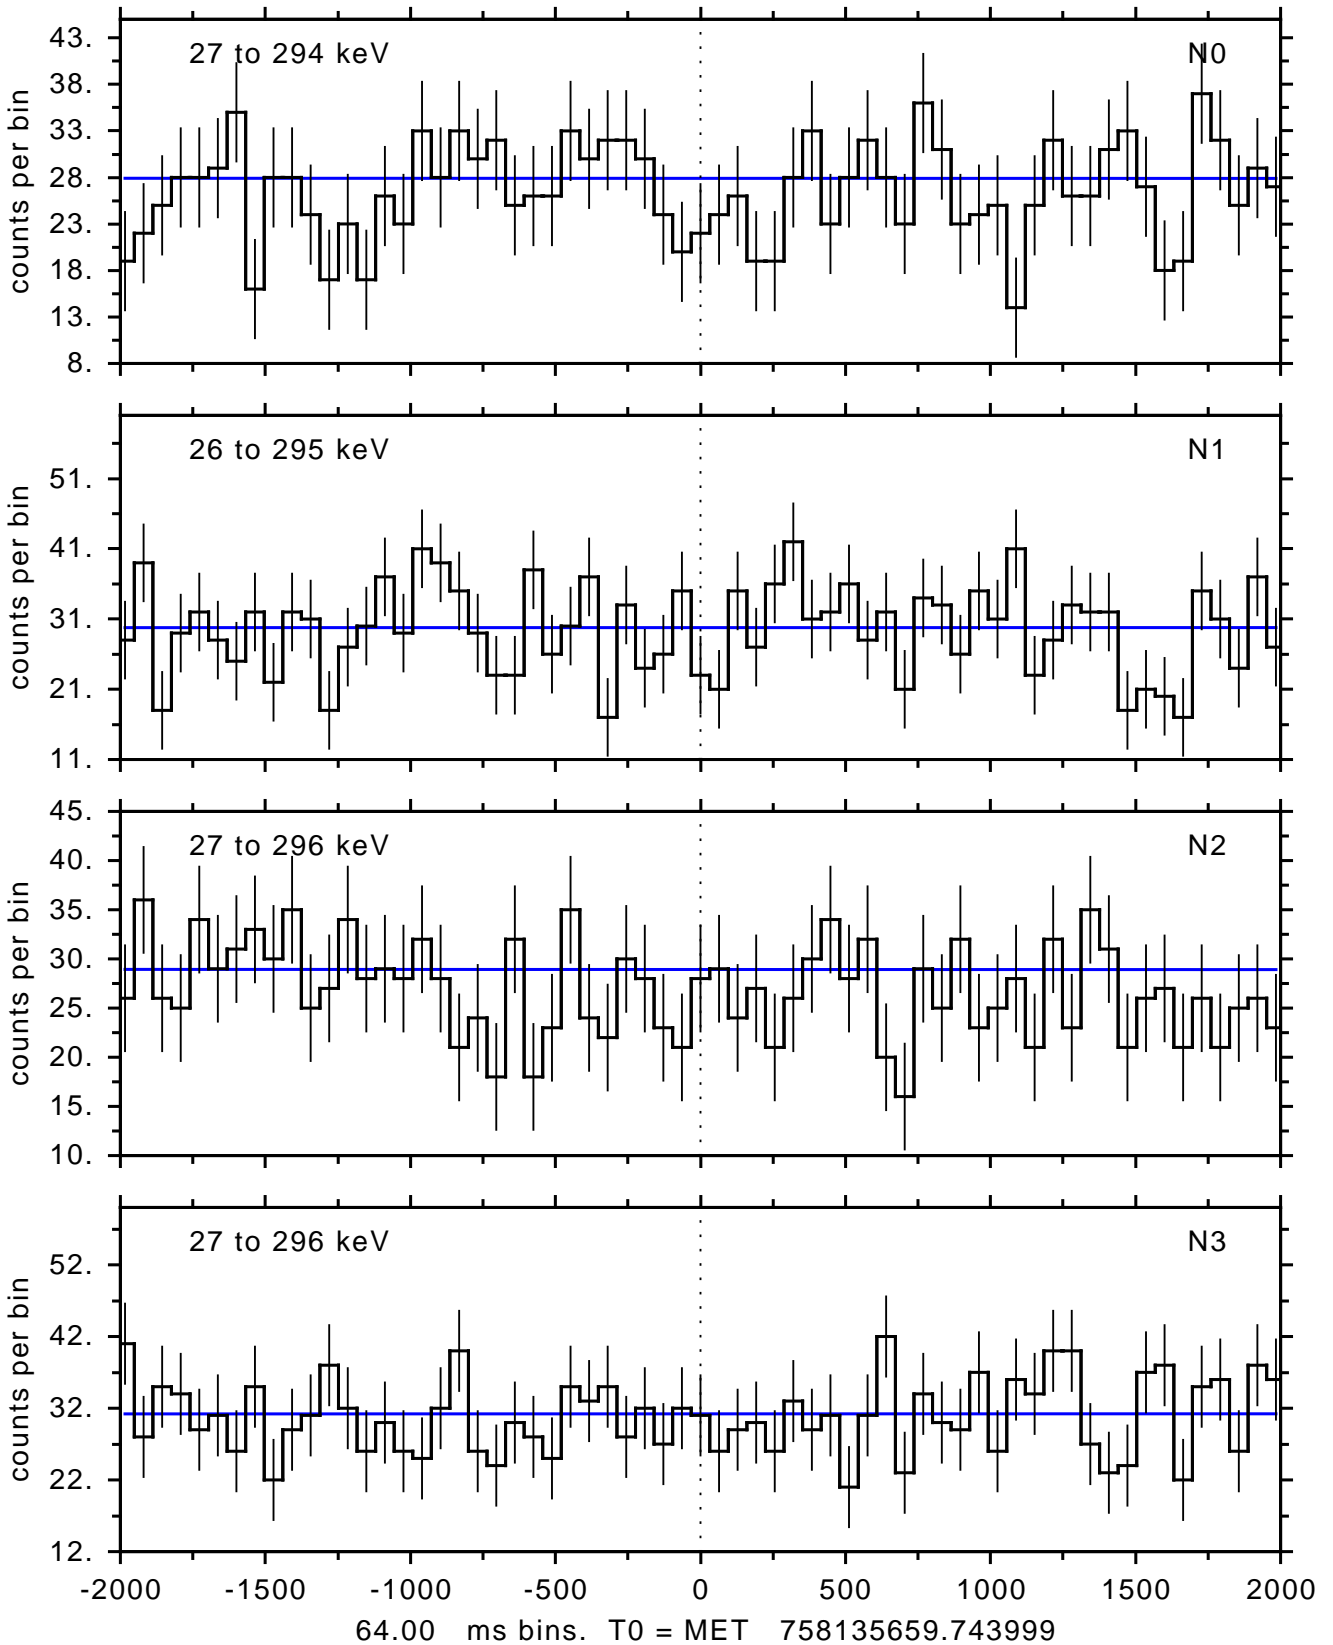 27 to 294 keV N0
43.
38.
33.
28.
23.
18.
13.
8.
counts per bin
26 to 295 keV N1
51.
41.
31.
21.
11.
counts per bin
27 to 296 keV N2
45.
40.
35.
30.
25.
20.
15.
10.
counts per bin
27 to 296 keV N3
52.
42.
32.
22.
12.
counts per bin
-2000 -1500 -1000 -500 0 500 1000 1500 2000
64.00 ms bins. T0 = MET 758135659.743999